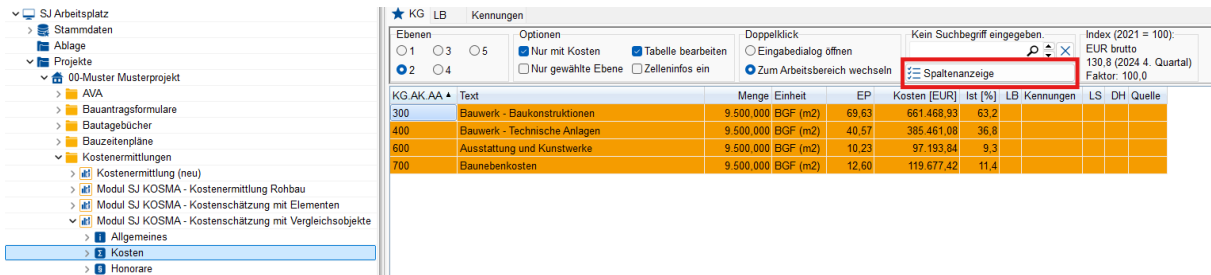 SJ Arbeitsplatz
Stammdaten
Ablage
Projekte
00-Muster Musterprojekt
AVA
Bauantragsformulare
Bautagebücher
Bauzeitenpläne
Kostenermittlungen
Kostenermittlung (neu)
Modul SJ KOSMA - Kostenermittlung Rohbau
Modul SJ KOSMA - Kostenschätzung mit Elementen
Modul SJ KOSMA - Kostenschätzung mit Vergleichsobjekte
Allgemeines
Kosten
Honorare
KG LB Kennungen
Ebenen Optionen Doppelklick Kein Suchbegriff eingegeben. Index (2021 = 100):
1 3 5 Nur mit Kosten Tabelle bearbeiten Eingabedialog öffnen EUR brutto
130,8 (2024 4. Quartal)
2 4 Nur gewählte Ebene Zelleninfos ein Zum Arbeitsbereich wechseln Spaltenanzeige Faktor: 100,0
KG.AK.AA Text Menge Einheit EP Kosten [EUR] Ist [%] LB Kennungen LS DH Quelle
300 Bauwerk - Baukonstruktionen 9.500,000 BGF (m2) 69,63 661.468,93 63,2
400 Bauwerk - Technische Anlagen 9.500,000 BGF (m2) 40,57 385.461,08 36,8
600 Ausstattung und Kunstwerke 9.500,000 BGF (m2) 10,23 97.193,84 9,3
700 Baunebenkosten 9.500,000 BGF (m2) 12,60 119.677,42 11,4